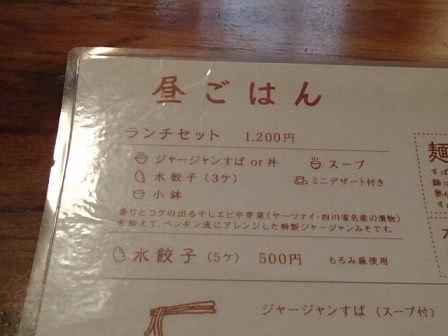 昼ごはん
ランチセット 1,200円
ジャージャンすば or 丼
スープ
水餃子（3ケ）
ミニデザート付き
小鉢
香りとコクの出る干しエビや芽菜（ヤーツァイ・四川省名産の漬物）
を加えて、ペンギン流にアレンジした特製ジャージャンみそです。
水餃子（5ケ） 500円 もろみ豚使用
ジャージャンすば（スープ付）
麺
すば
麺に